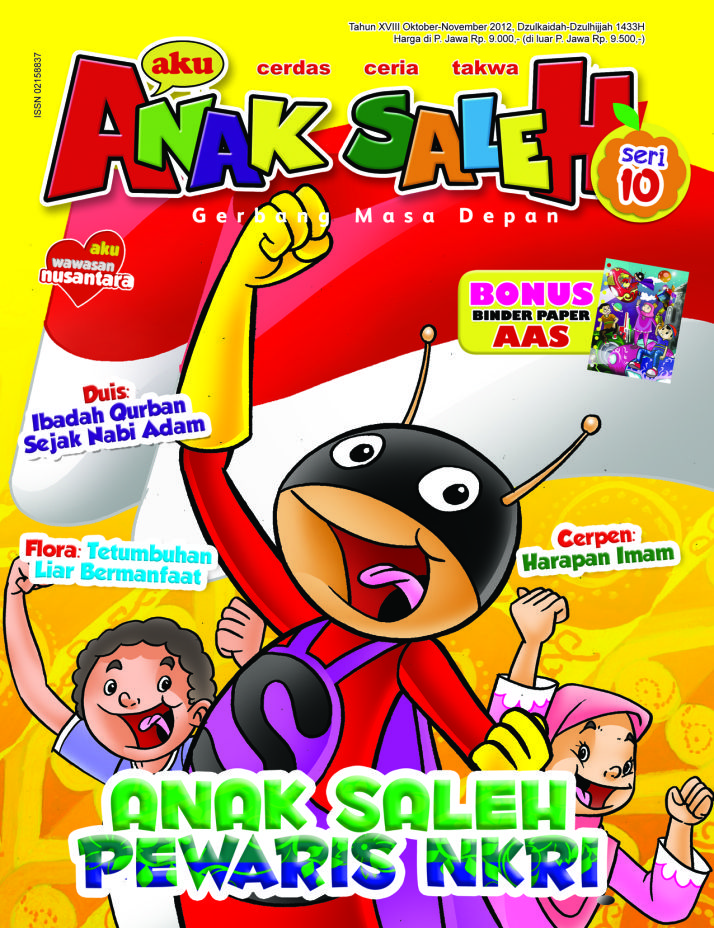 Tahun XVIII Oktober-November 2012, Dzulkaidah-Dzulhijjah 1433H
Harga di P. Jawa Rp. 9.000,- (di luar P. Jawa Rp. 9.500,-)
ISSN 02158837
aku
cerdas ceria takwa
ANAK SALEH
seri
10
Gerbang Masa Depan
aku
wawasan
nusantara
BONUS
BINDER PAPER
AAS
Duis:
Ibadah Qurban
Sejak Nabi Adam
Flora: Tetumbuhan
Liar Bermanfaat
Cerpen:
Harapan Imam
S
ANAK SALEH
PEWARIS NKRI